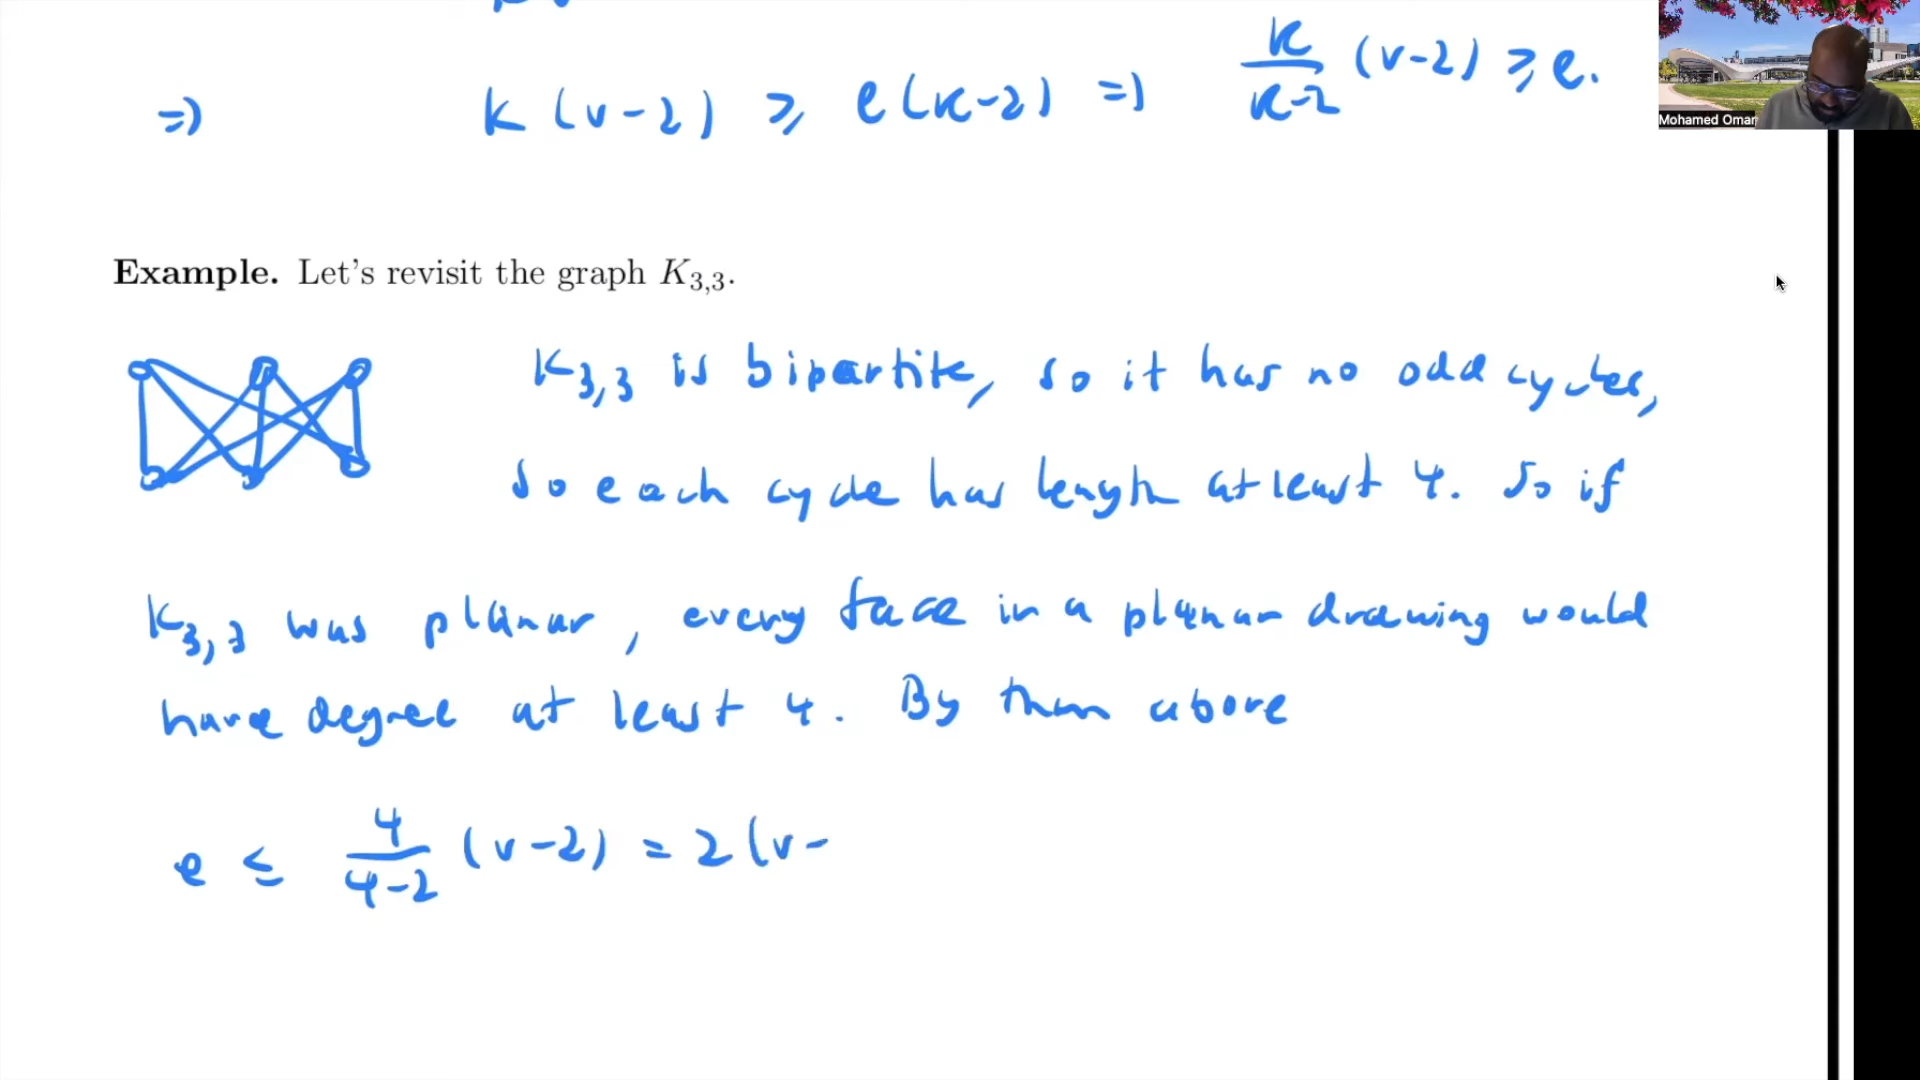 k/(k-2) (v-2) ≥ e.
Mohamed Omar
⇒ k(v-2) ≥ e(k-2) ⇒
Example. Let's revisit the graph K3,3.
K3,3 is bipartite, so it has no odd cycles,
so each cycle has length at least 4. So if
K3,3 was planar, every face in a planar drawing would
have degree at least 4. By thm above
e ≤ 4/(4-2) (v-2) = 2(v-